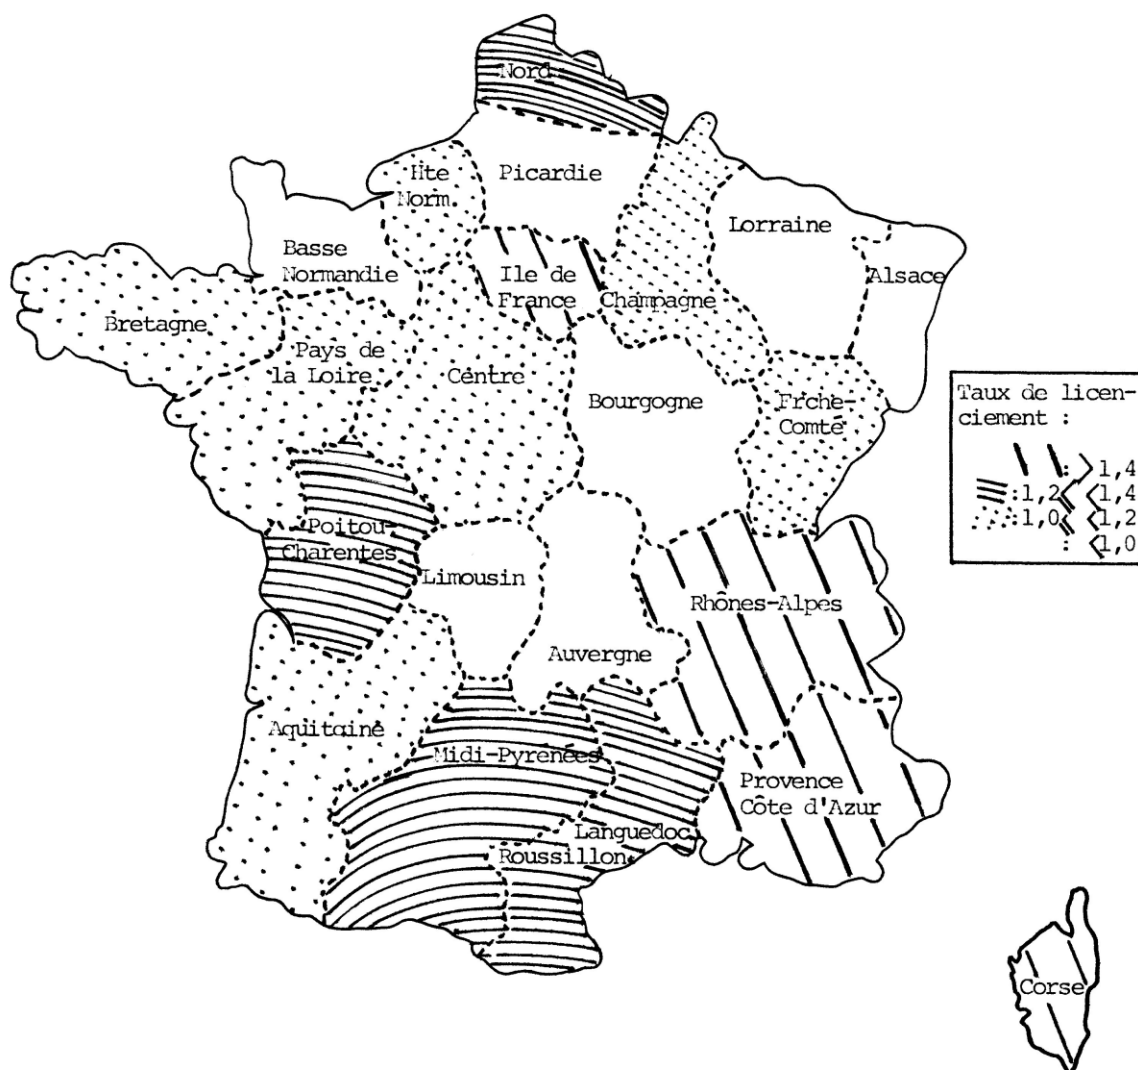 Nord
Hte
Norm.
Picardie
Lorraine
Basse
Normandie
Ile de
France
Champagne
Alsace
Bretagne
Pays de
la Loire
Centre
Bourgogne
Frche-
Comté
Taux de licen-
ciement :
: > 1,4
:1,2 ≤ < 1,4
:1,0 ≤ < 1,2
: < 1,0
Poitou-
Charentes
Limousin
Rhônes-Alpes
Auvergne
Aquitaine
Midi-Pyrénées
Provence
Côte d'Azur
Languedoc
Roussillon
Corse